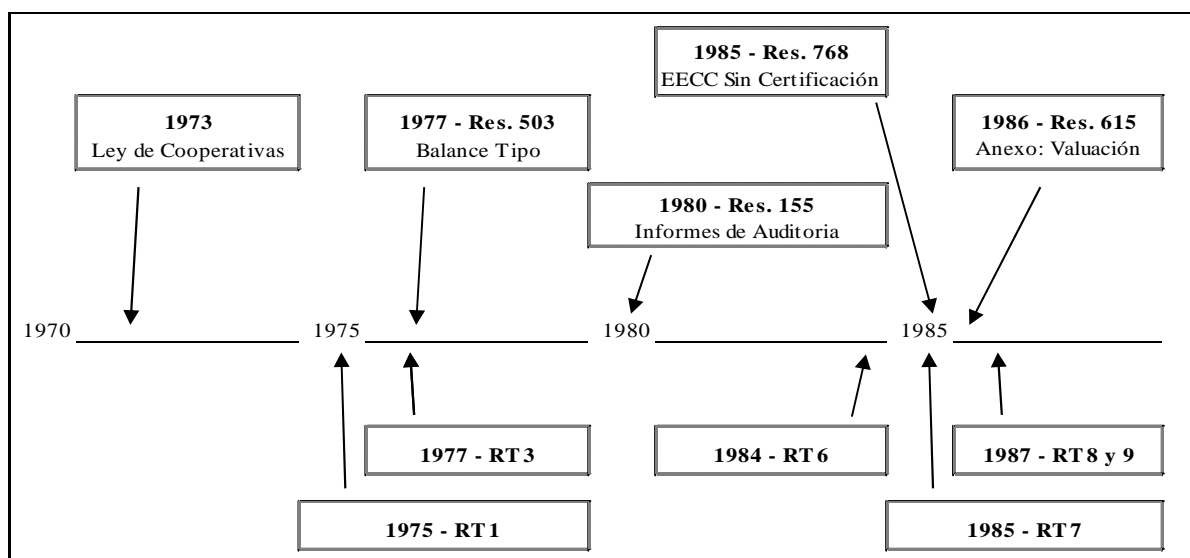 1985 - Res. 768
EECC Sin Certificación
1973
Ley de Cooperativas
1977 - Res. 503
Balance Tipo
1986 - Res. 615
Anexo: Valuación
1980 - Res. 155
Informes de Auditoria
1970
1975
1980
1985
1977 - RT 3
1984 - RT 6
1987 - RT 8 y 9
1975 - RT 1
1985 - RT 7